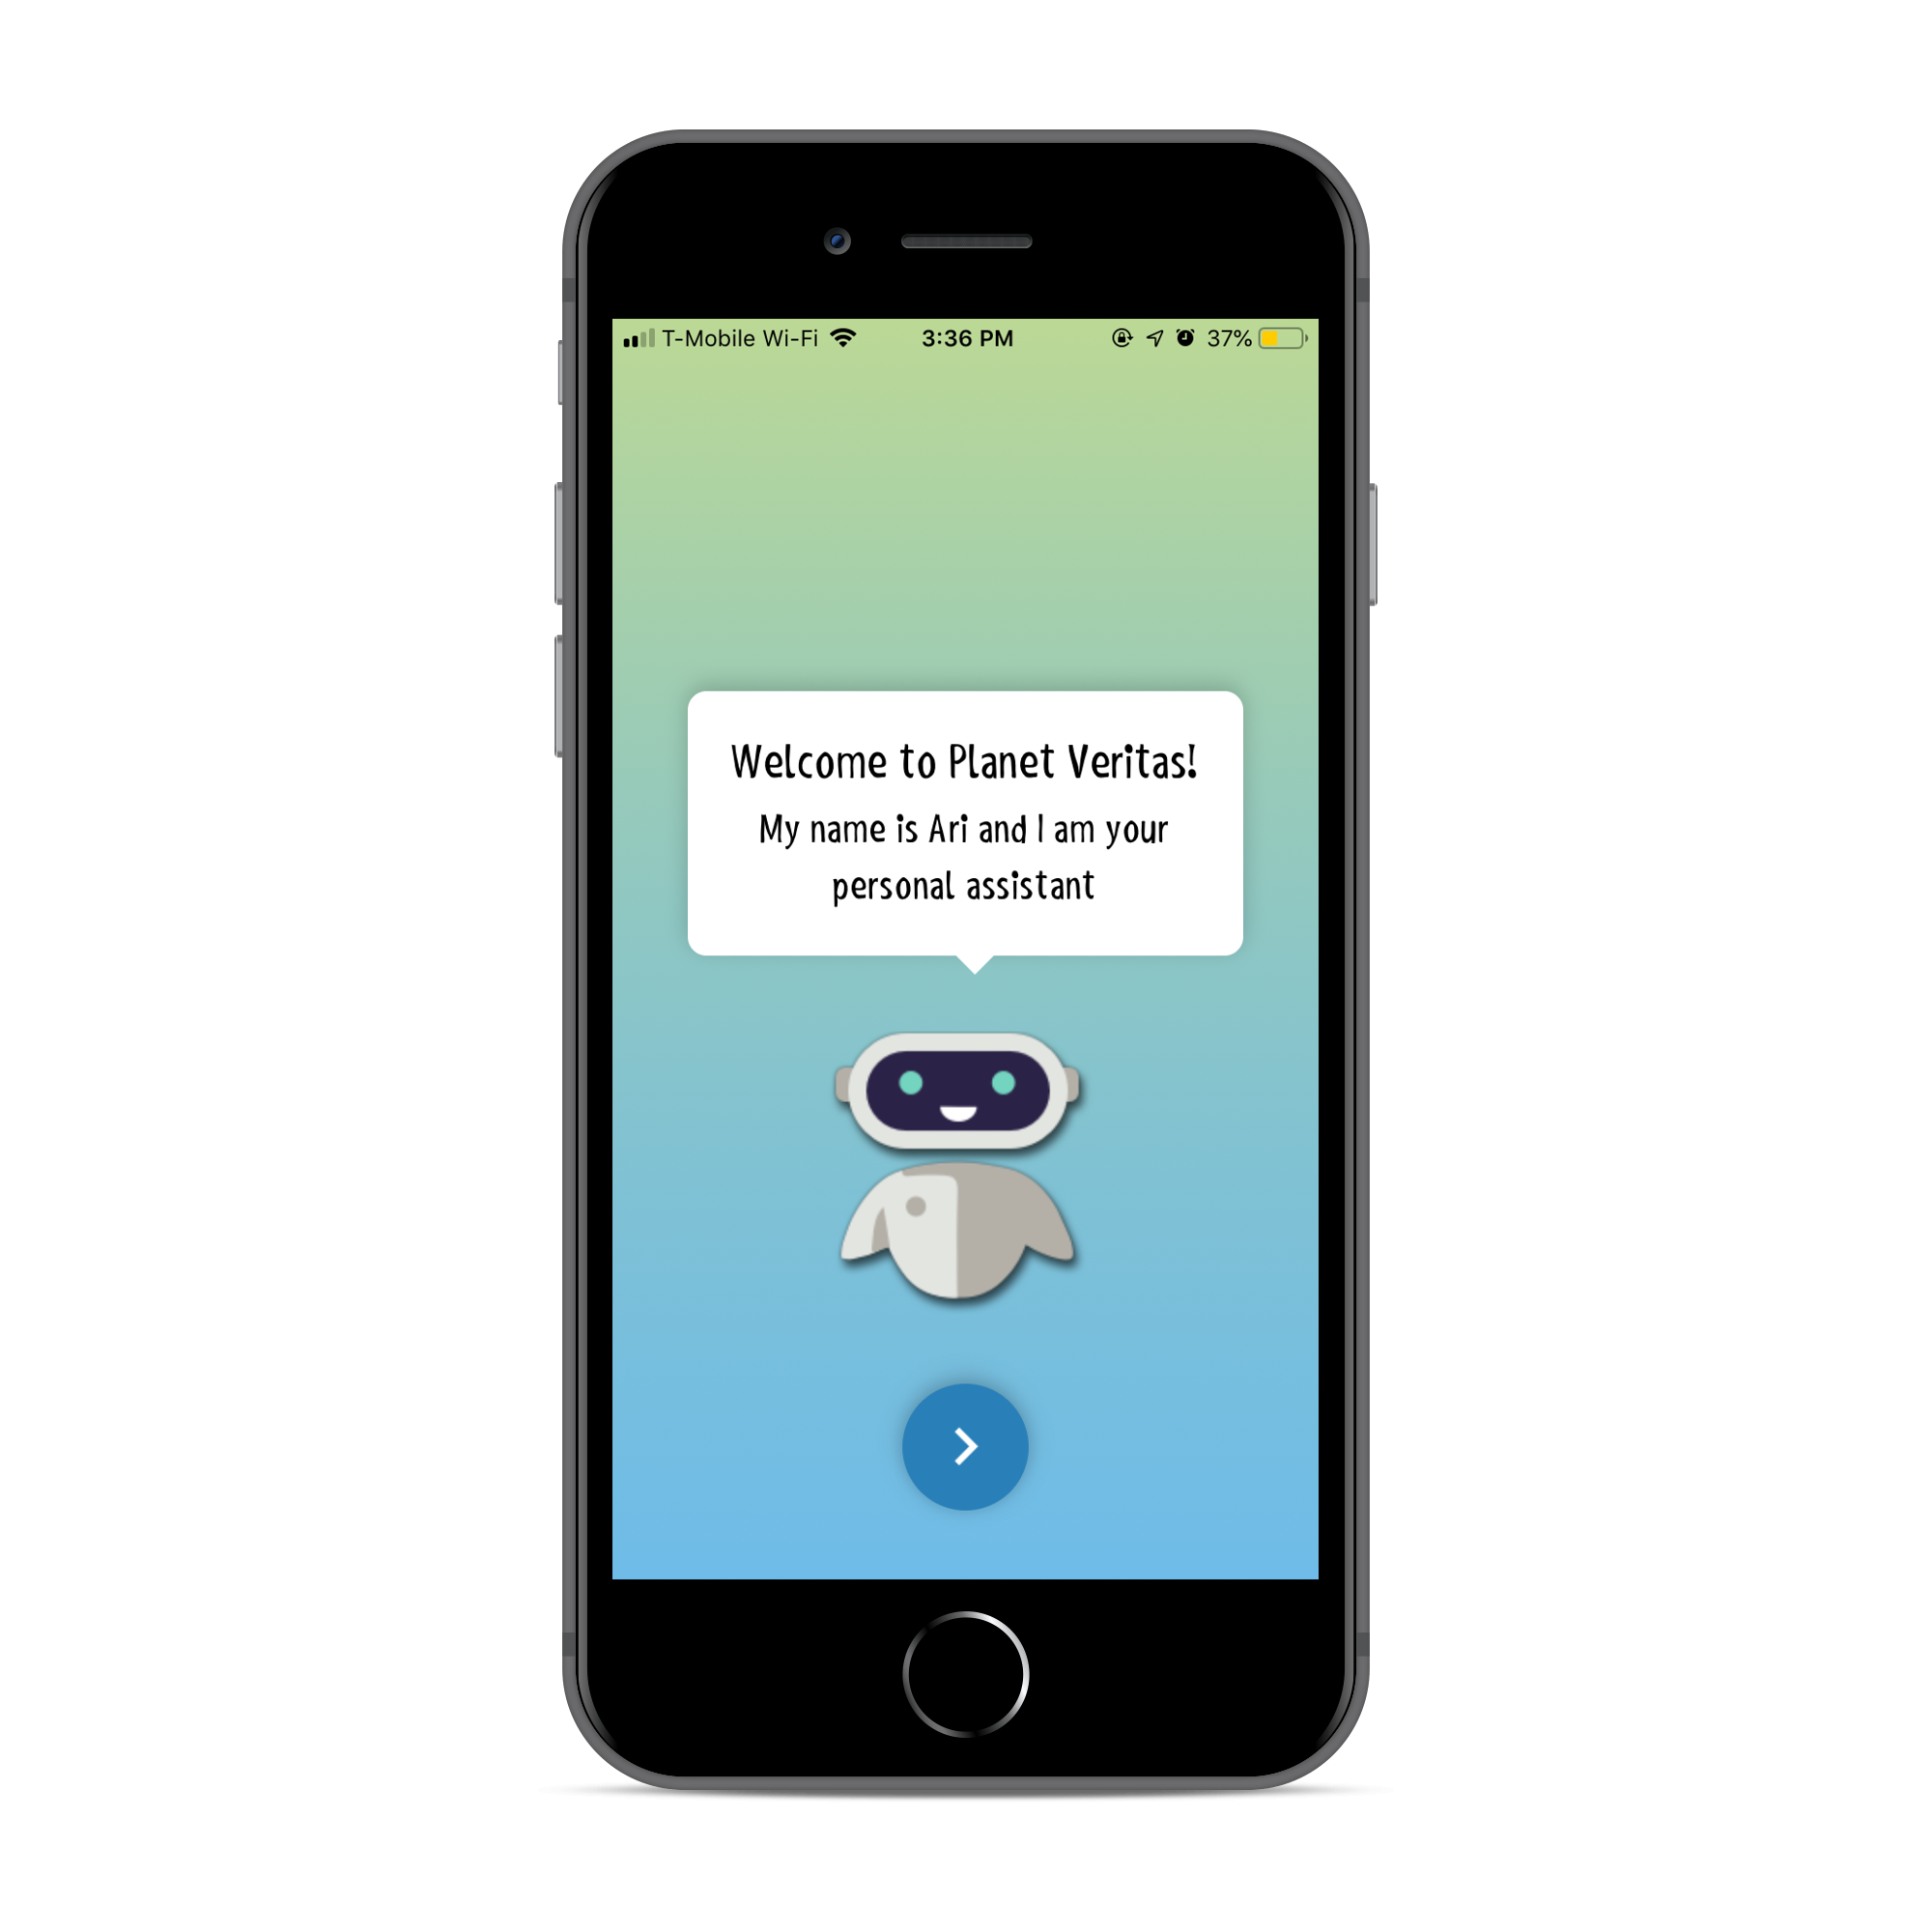 T-Mobile Wi-Fi 3:36 PM 37%
Welcome to Planet Veritas!
My name is Ari and I am your
personal assistant